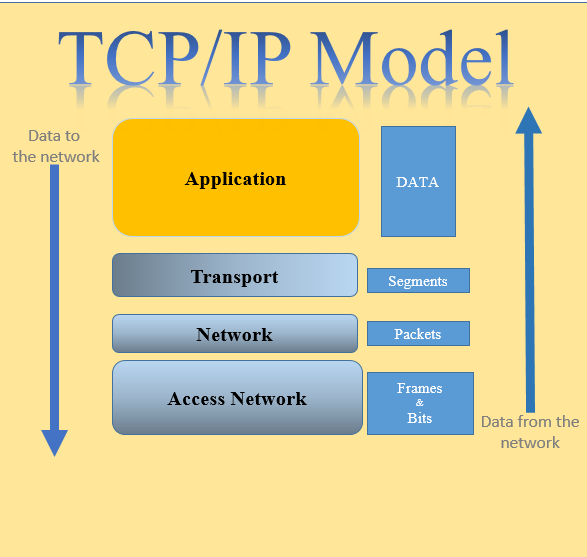 TCP/IP Model
Data to
the network
Application
DATA
Transport
Segments
Network
Packets
Access Network
Frames
&
Bits
Data from the
network